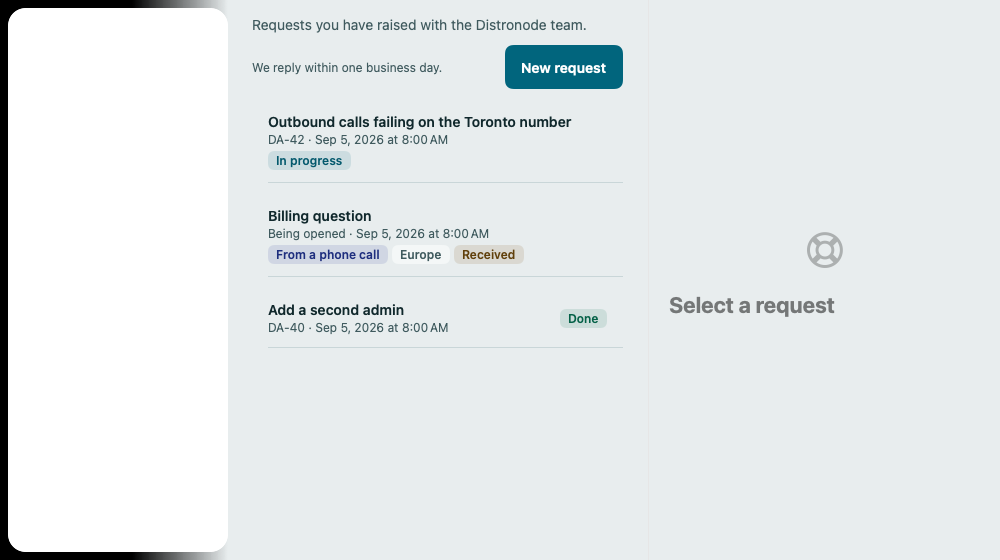 Requests you have raised with the Distronode team.
We reply within one business day.
New request
Outbound calls failing on the Toronto number
DA-42 · Sep 5, 2026 at 8:00 AM
In progress
Billing question
Being opened · Sep 5, 2026 at 8:00 AM
From a phone call Europe Received
Add a second admin
DA-40 · Sep 5, 2026 at 8:00 AM
Done
Select a request